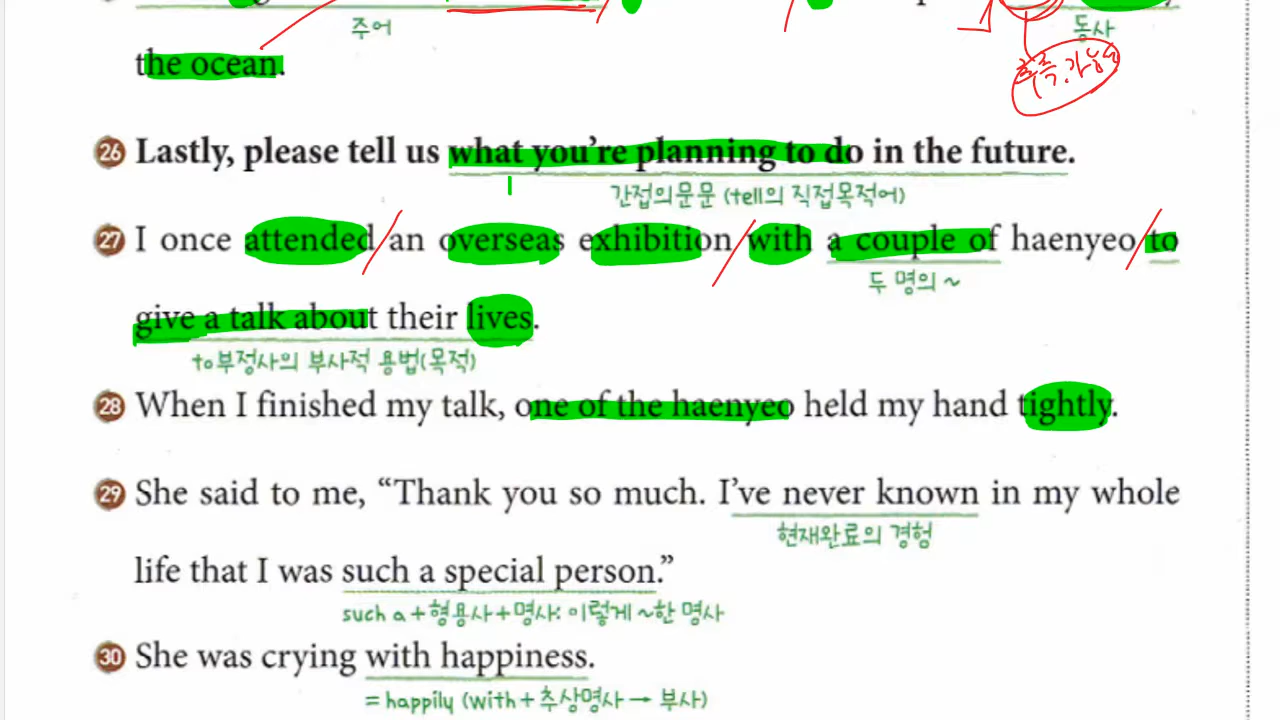 주어
동사
the ocean.
26 Lastly, please tell us what you're planning to do in the future.
간접의문문 (tell의 직접목적어)
27 I once attended an overseas exhibition with a couple of haenyeo to
두 명의 ~
give a talk about their lives.
to부정사의 부사적 용법(목적)
28 When I finished my talk, one of the haenyeo held my hand tightly.
29 She said to me, “Thank you so much. I've never known in my whole
현재완료의 경험
life that I was such a special person.”
such a + 형용사 + 명사: 이렇게 ~한 명사
30 She was crying with happiness.
= happily (with + 추상명사 → 부사)